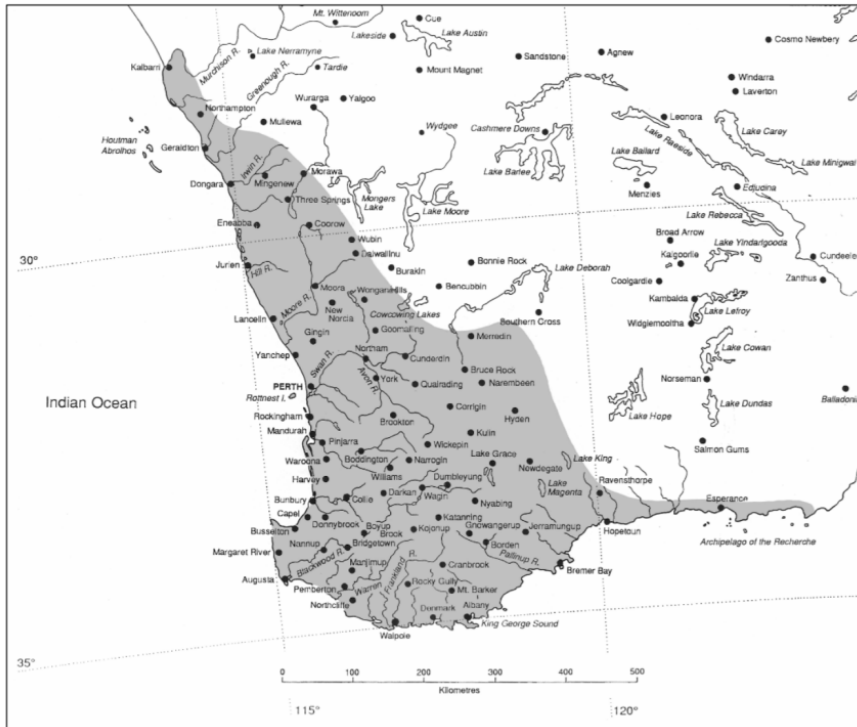 Mt. Wittenoom
Cue
Lakeside
Lake Austin
Cosmo Newbery
Lake Nerramyne
Sandstone
Agnew
Kalbarri
Murchison R.
Greenough R.
Tardie
Mount Magnet
Windarra
Laverton
Wurarga
Yalgoo
Northampton
Mullewa
Leonora
Houtman
Abrolhos
Wydgee
Cashmere Downs
Lake Raeside
Lake Carey
Geraldton
Irwin R.
Morawa
Lake Ballard
Lake Minigwal
Lake Barlee
Dongara
Mingenew
Mongers
Lake
Menzies
Edjudina
Three Springs
Lake Moore
Lake Rebecca
Eneabba
Coorow
Broad Arrow
Lake Yindarlgooda
Wubin
Dalwallinu
Kalgoorlie
Cundeelee
30°
Jurien
Hill R.
Burakin
Bonnie Rock
Lake Deborah
Coolgardie
Zanthus
Moora
Wongan Hills
Bencubbin
Kambalda
Moore R.
New
Norcia
Cowcowing Lakes
Lake Lefroy
Lancelin
Southern Cross
Widgiemooltha
Goomalling
Merredin
Gingin
Lake Cowan
Yanchep
Swan R.
Northam
Cunderdin
Bruce Rock
Norseman
PERTH
Avon R.
York
Quairading
Narembeen
Balladonia
Rottnest I.
Indian Ocean
Corrigin
Lake Hope
Lake Dundas
Rockingham
Brookton
Hyden
Mandurah
Kulin
Pinjarra
Wickepin
Salmon Gums
Waroona
Boddington
Narrogin
Lake Grace
Newdegate
Lake King
Williams
Harvey
Dumbleyung
Ravensthorpe
Bunbury
Collie
Darkan
Wagin
Nyabing
Lake
Magenta
Esperance
Capel
Donnybrook
Katanning
Busselton
Boyup
Brook
Kojonup
Gnowangerup
Jerramungup
Hopetoun
Nannup
Bridgetown
Borden
Archipelago of the Recherche
Margaret River
Blackwood R.
Manjimup
Frankland R.
Cranbrook
Pallinup R.
Bremer Bay
Augusta
Pemberton
Warren
Rocky Gully
Mt. Barker
Northcliffe
Denmark
Albany
King George Sound
Walpole
35°
0
100
200
300
400
500
Kilometres
115°
120°